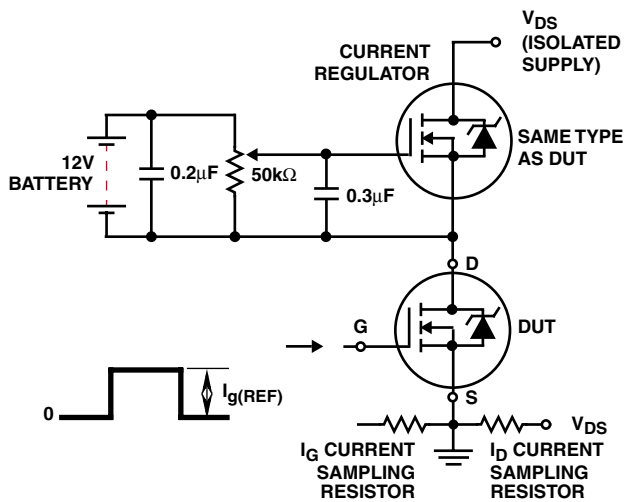 V_DS
(ISOLATED
SUPPLY)
CURRENT
REGULATOR
SAME TYPE
AS DUT
12V
BATTERY
0.2µF
50kΩ
0.3µF
D
G
DUT
I_g(REF)
0
S
V_DS
I_G CURRENT
SAMPLING
RESISTOR
I_D CURRENT
SAMPLING
RESISTOR